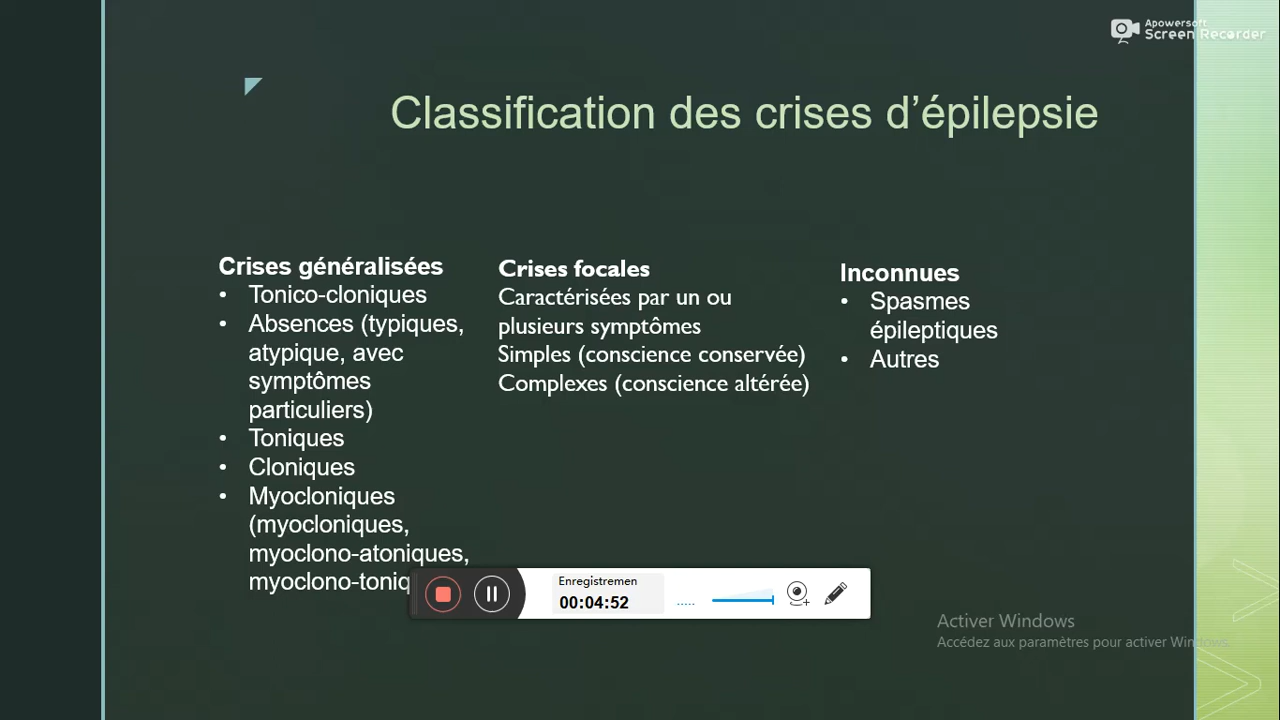 Apowersoft
Screen Recorder
Classification des crises d’épilepsie
Crises généralisées
• Tonico-cloniques
• Absences (typiques,
atypique, avec
symptômes
particuliers)
• Toniques
• Cloniques
• Myocloniques
(myocloniques,
myoclono-atoniques,
myoclono-toniq
Crises focales
Caractérisées par un ou
plusieurs symptômes
Simples (conscience conservée)
Complexes (conscience altérée)
Inconnues
• Spasmes
épileptiques
• Autres
Enregistremen
00:04:52
Activer Windows
Accédez aux paramètres pour activer Windows.